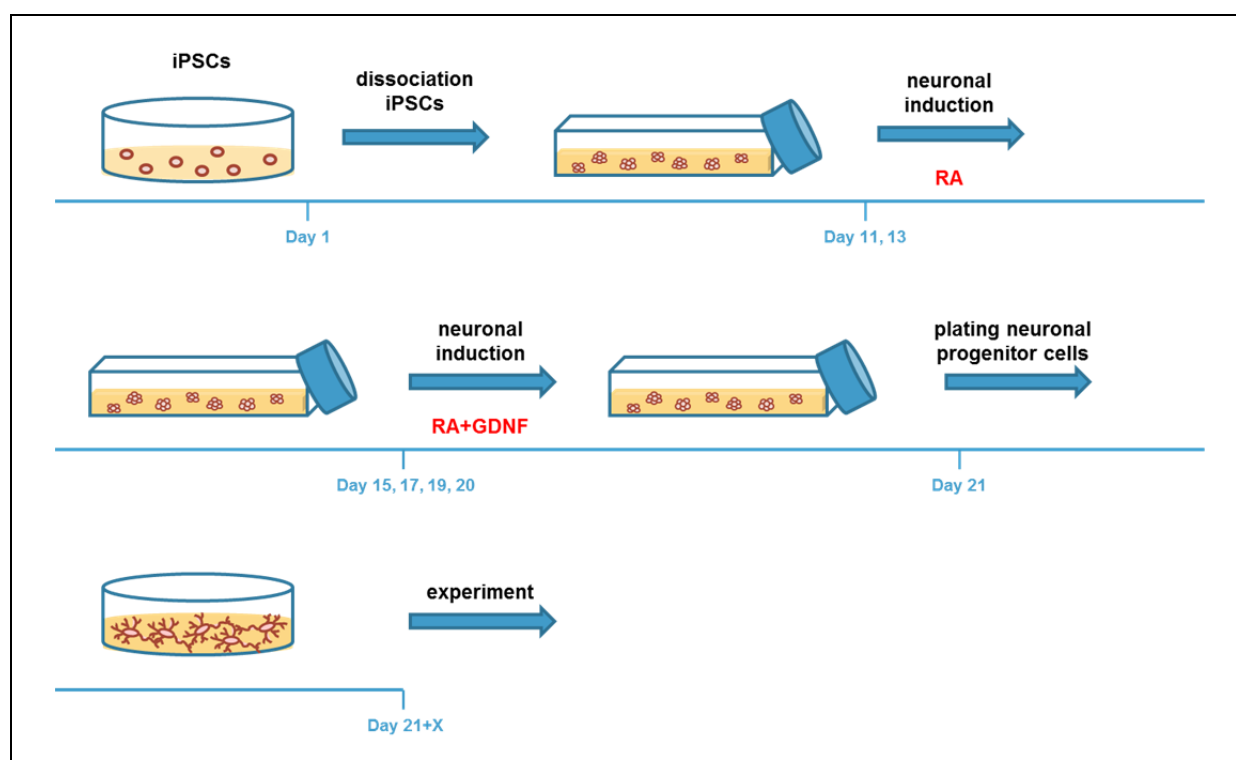 iPSCs
dissociation
iPSCs
neuronal
induction
RA
Day 1
Day 11, 13
neuronal
induction
RA+GDNF
plating neuronal
progenitor cells
Day 15, 17, 19, 20
Day 21
experiment
Day 21+X